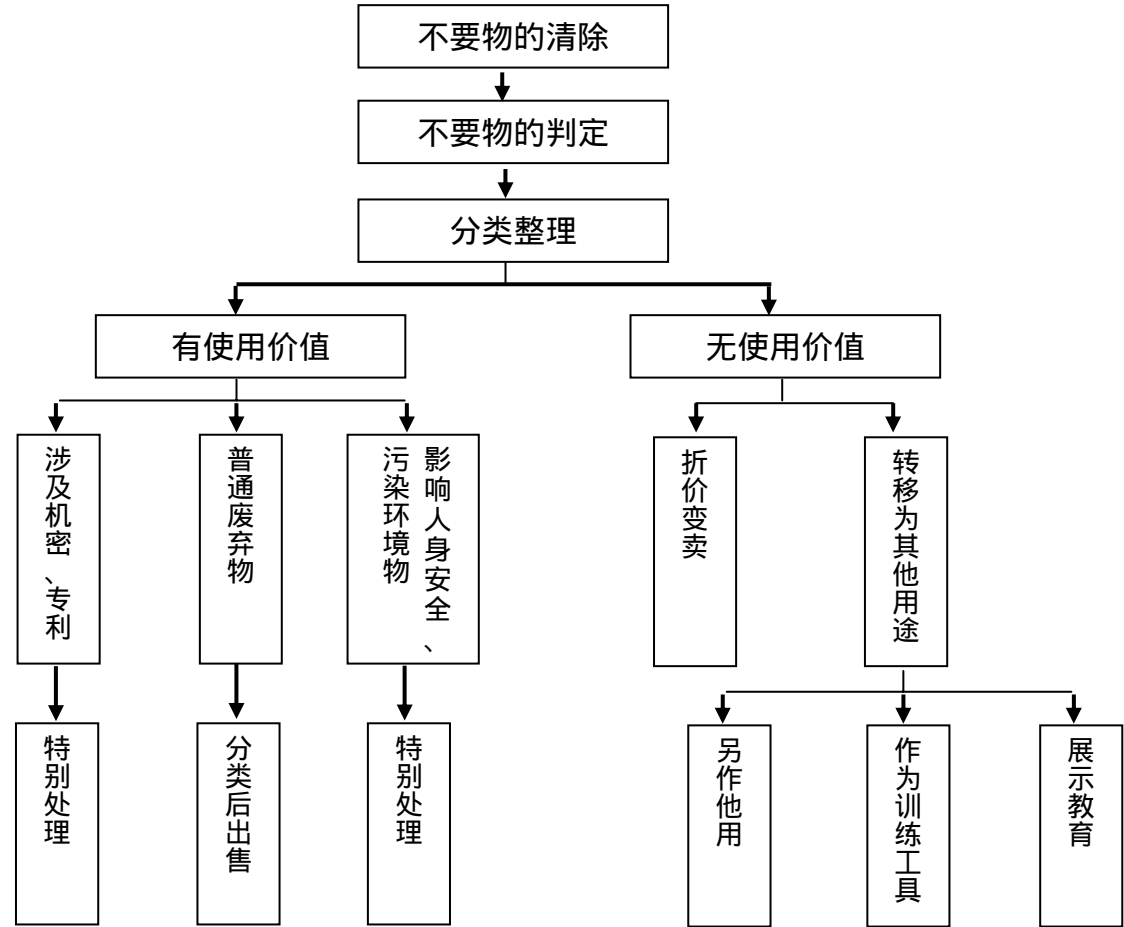 不要物的清除
不要物的判定
分类整理
有使用价值
无使用价值
涉及机密、专利
普通废弃物
影响人身安全、
污染环境物
折价变卖
转移为其他用途
特别处理
分类后出售
特别处理
另作他用
作为训练工具
展示教育